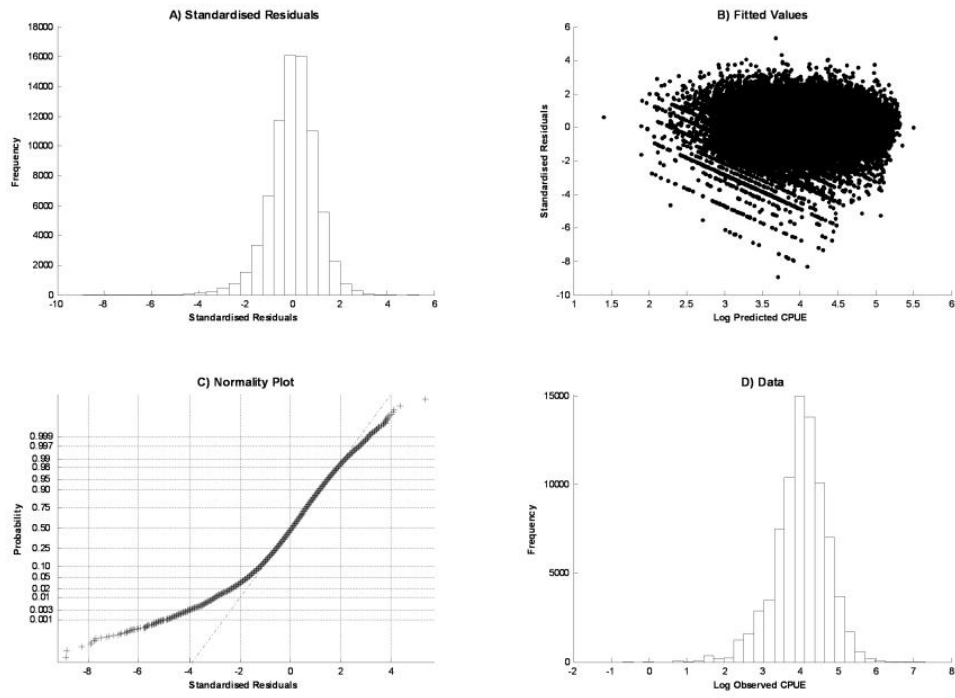 A) Standardised Residuals
18000
16000
14000
12000
10000
8000
6000
4000
2000
0
Frequency
-10 -8 -6 -4 -2 0 2 4 6
Standardised Residuals
B) Fitted Values
6
4
2
0
-2
-4
-6
-8
-10
Standardised Residuals
1 1.5 2 2.5 3 3.5 4 4.5 5 5.5 6
Log Predicted CPUE
C) Normality Plot
0.999
0.997
0.99
0.98
0.95
0.90
0.75
0.50
0.25
0.10
0.05
0.02
0.01
0.003
0.001
Probability
-8 -6 -4 -2 0 2 4
Standardised Residuals
D) Data
15000
10000
5000
0
Frequency
-2 -1 0 1 2 3 4 5 6 7 8
Log Observed CPUE